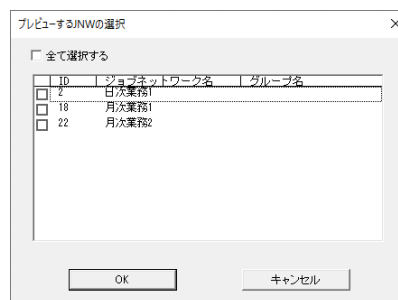 プレビューするJNWの選択
全て選択する
ID ジョブネットワーク名 グループ名
2 日次業務1
18 月次業務1
22 月次業務2
OK キャンセル